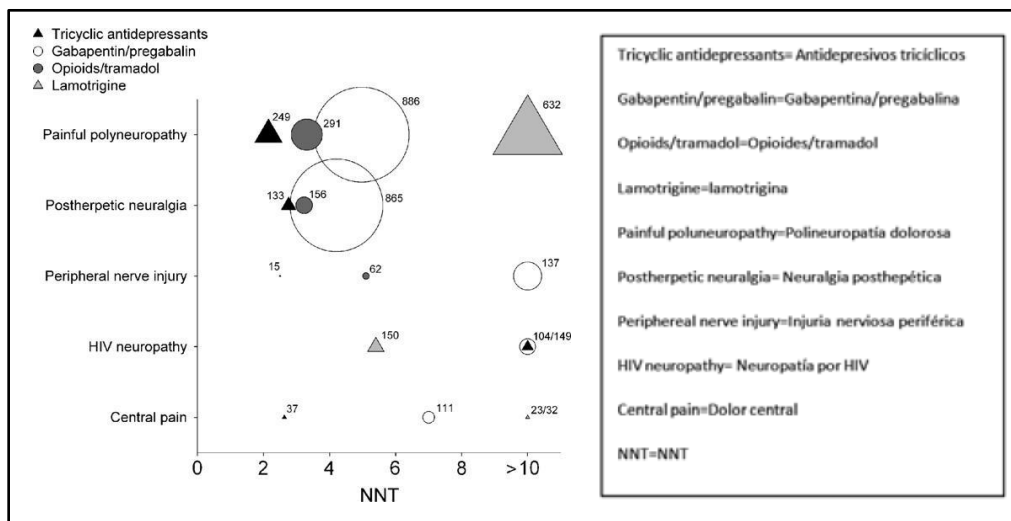 Tricyclic antidepressants
Gabapentin/pregabalin
Opioids/tramadol
Lamotrigine
249
291
886
632
Painful polyneuropathy
133
156
865
Postherpetic neuralgia
15
62
137
Peripheral nerve injury
150
104/149
HIV neuropathy
37
111
23/32
Central pain
0 2 4 6 8 >10
NNT
Tricyclic antidepressants= Antidepresivos tricíclicos
Gabapentin/pregabalin=Gabapentina/pregabalina
Opioids/tramadol=Opioides/tramadol
Lamotrigine=lamotrigina
Painful poluneuropathy=Polineuropatía dolorosa
Postherpetic neuralgia= Neuralgia posthepética
Periphereal nerve injury=Injuria nerviosa periférica
HIV neuropathy= Neuropatía por HIV
Central pain=Dolor central
NNT=NNT